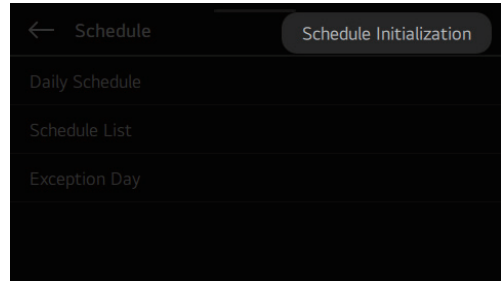 Schedule
Schedule Initialization
Daily Schedule
Schedule List
Exception Day